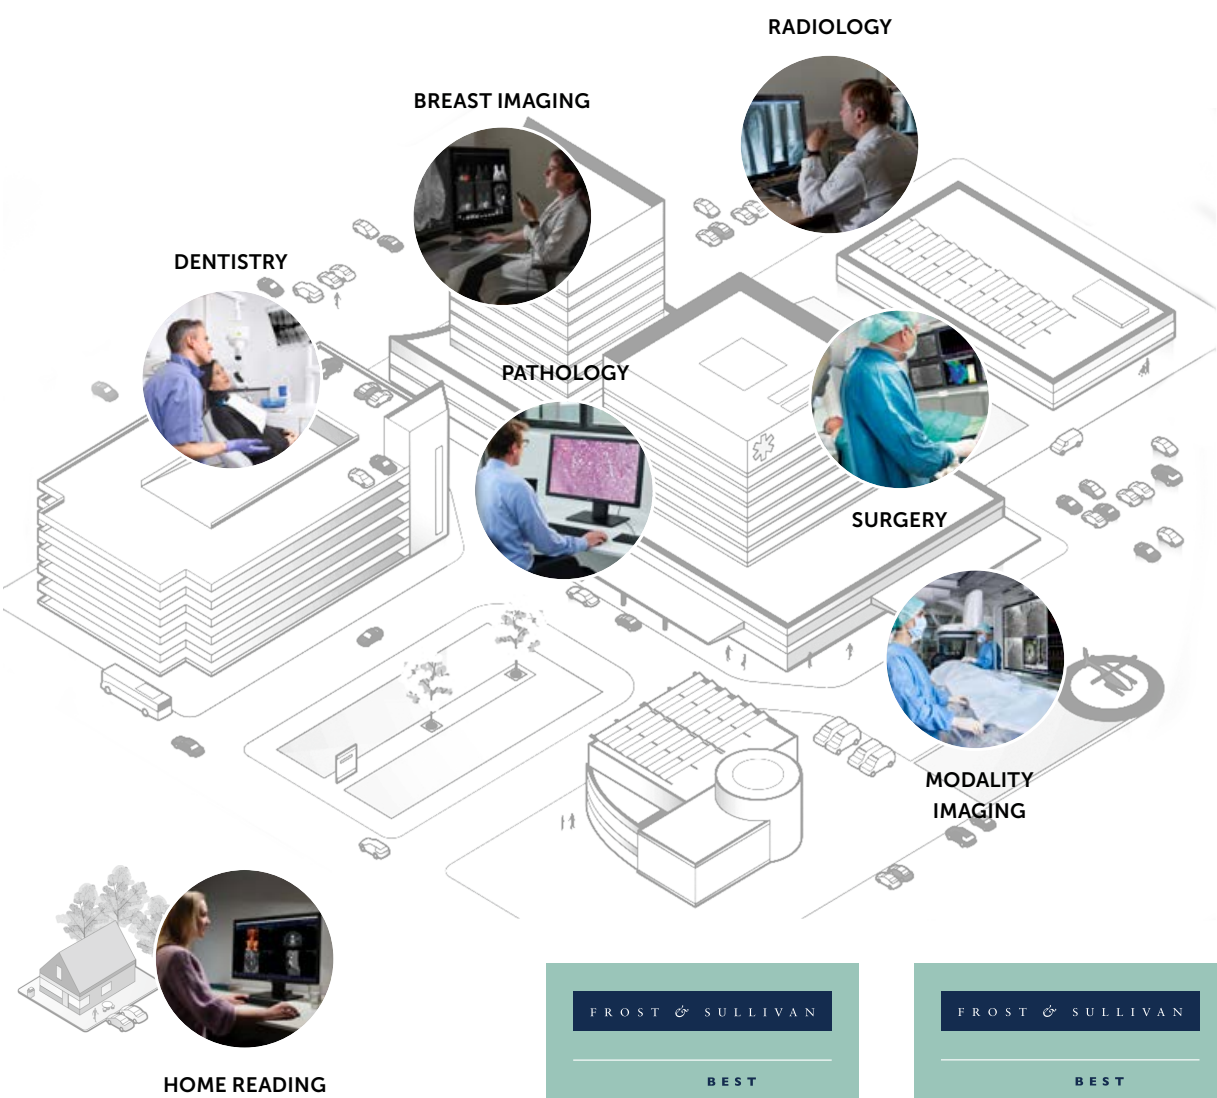 RADIOLOGY
BREAST IMAGING
DENTISTRY
PATHOLOGY
SURGERY
MODALITY
IMAGING
HOME READING
FROST & SULLIVAN
BEST
FROST & SULLIVAN
BEST